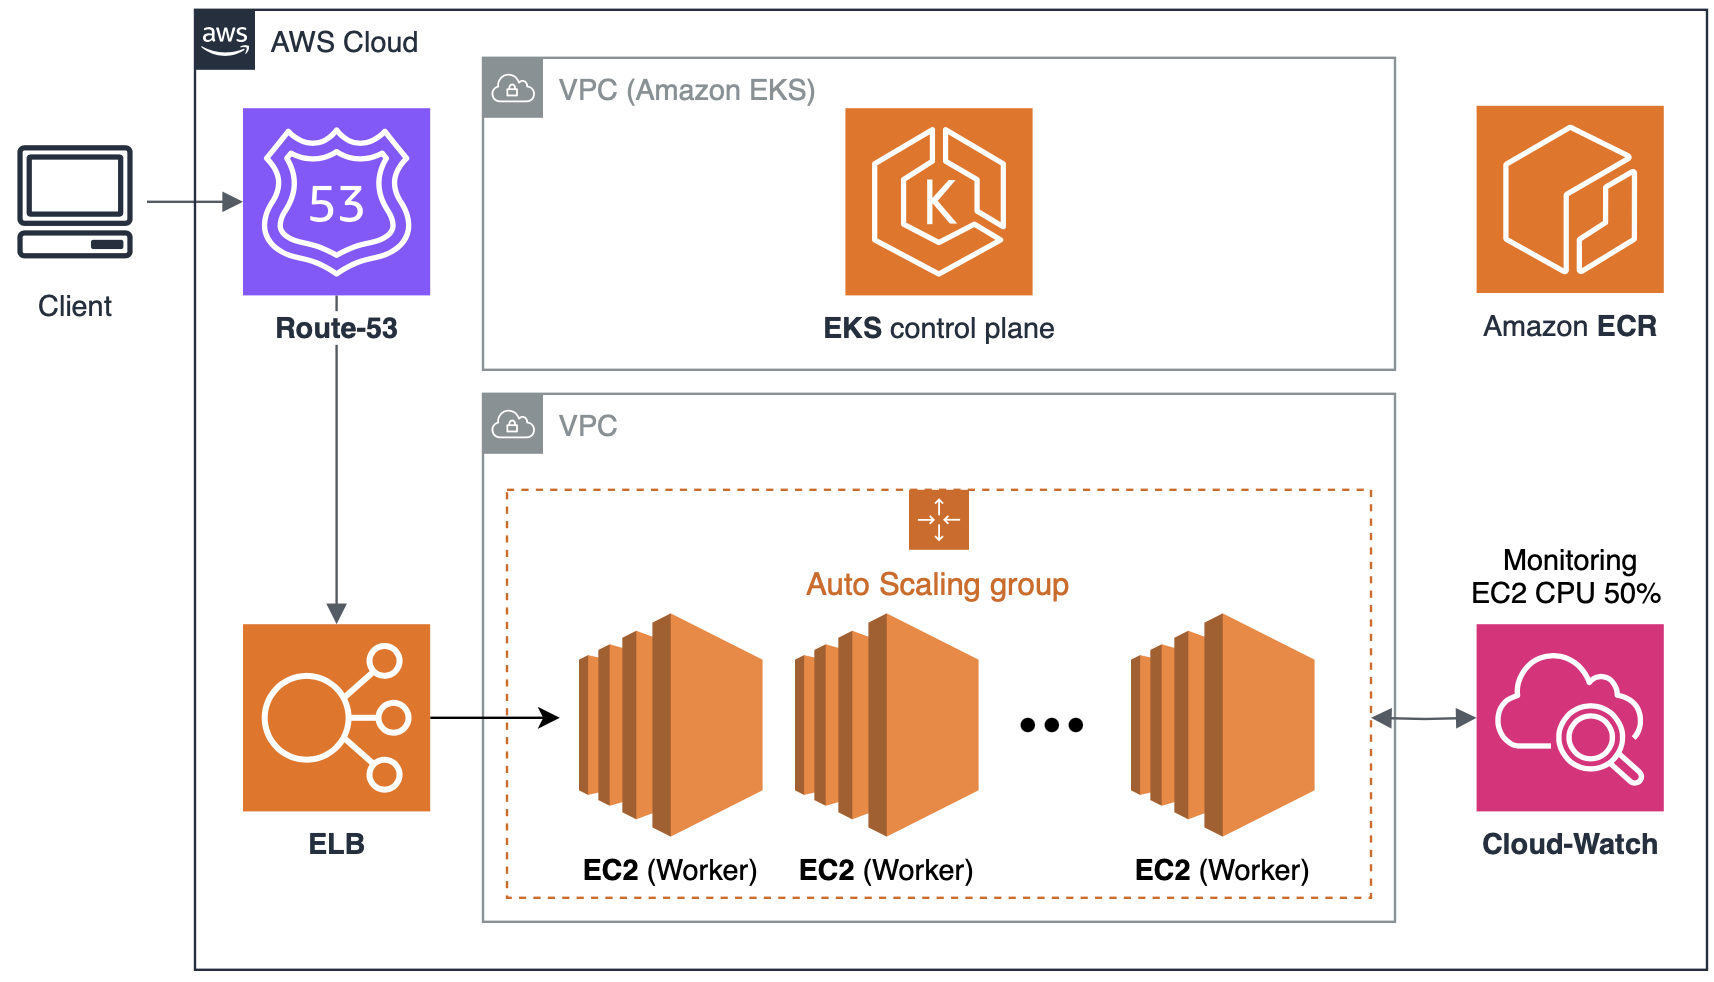 aws
AWS Cloud
VPC (Amazon EKS)
53
K
Client
Route-53
EKS control plane
Amazon ECR
VPC
Auto Scaling group
Monitoring
EC2 CPU 50%
ELB
EC2 (Worker)
EC2 (Worker)
EC2 (Worker)
Cloud-Watch